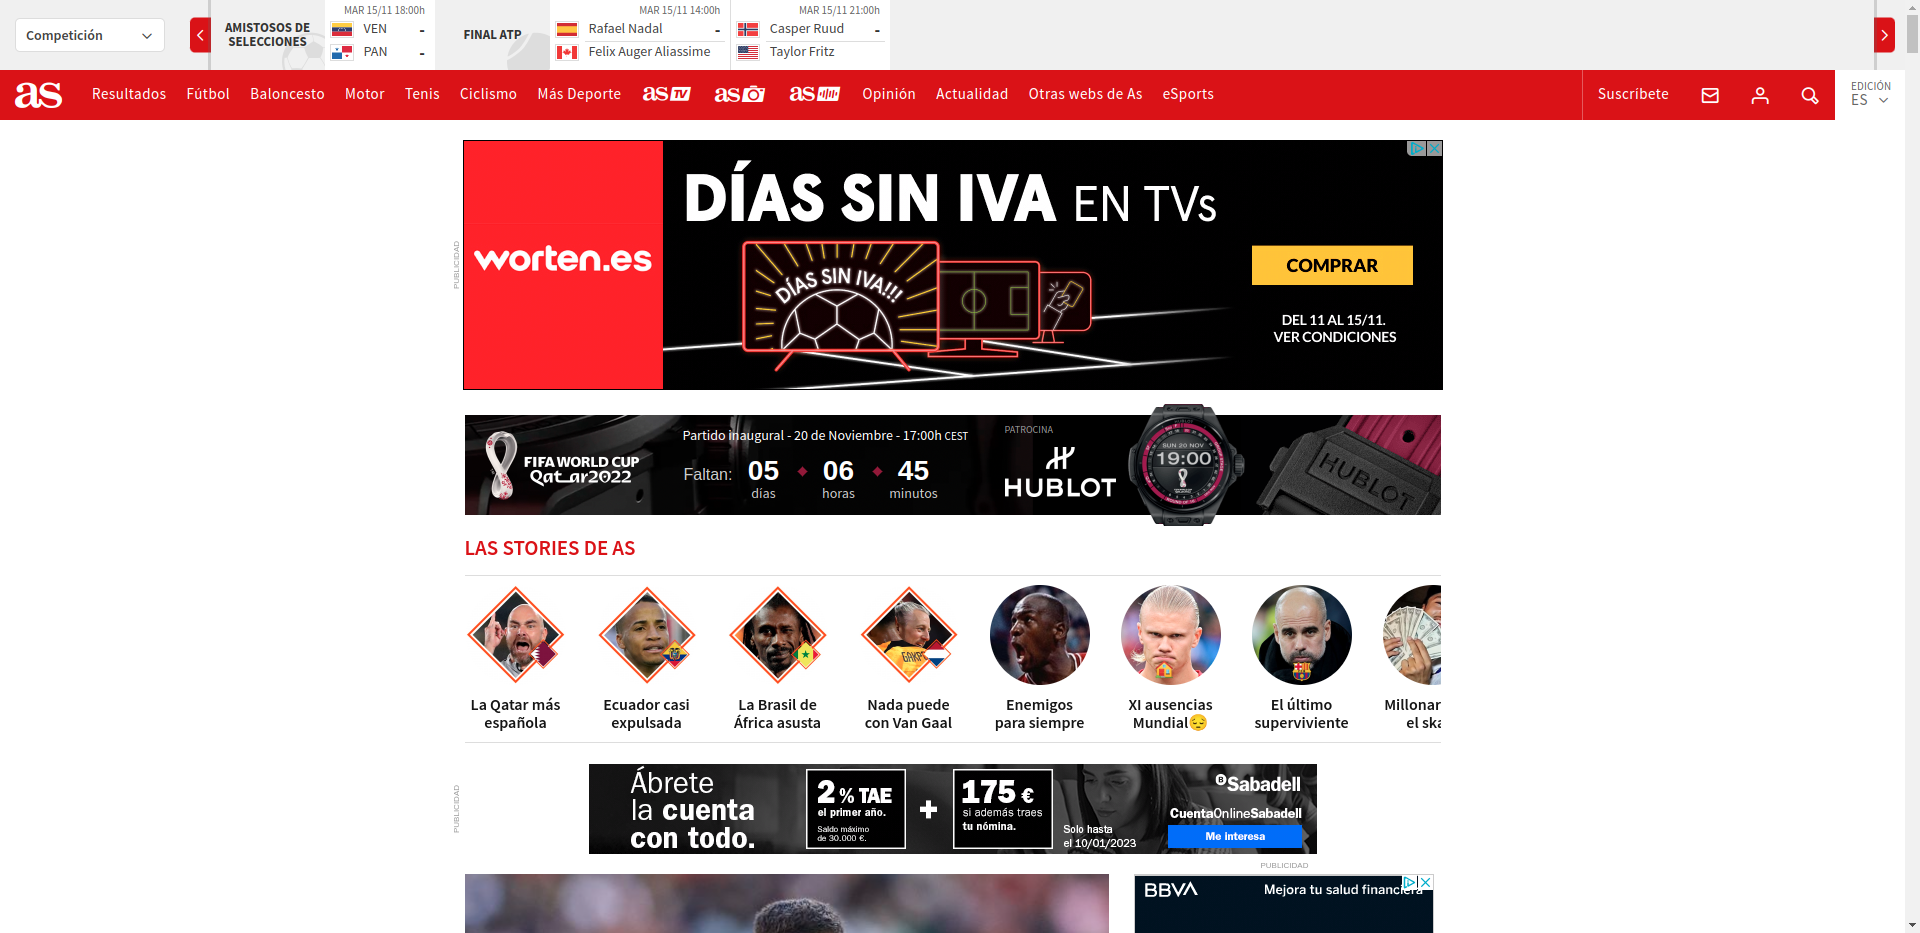 Competición
AMISTOSOS DE
SELECCIONES
MAR 15/11 18:00h
VEN -
PAN -
FINAL ATP
MAR 15/11 14:00h
Rafael Nadal -
Felix Auger Aliassime
MAR 15/11 21:00h
Casper Ruud -
Taylor Fritz
as
Resultados
Fútbol
Baloncesto
Motor
Tenis
Ciclismo
Más Deporte
as TV
as
as
Opinión
Actualidad
Otras webs de As
eSports
Suscríbete
EDICIÓN
ES
PUBLICIDAD
worten.es
DÍAS SIN IVA EN TVs
DÍAS SIN IVA!!!
COMPRAR
DEL 11 AL 15/11.
VER CONDICIONES
FIFA WORLD CUP
Qatar2022
Partido inaugural - 20 de Noviembre - 17:00h CEST
Faltan: 05 06 45
días horas minutos
PATROCINA
HUBLOT
SUN 20 NOV
19:00
HUBLOT
LAS STORIES DE AS
La Qatar más
española
Ecuador casi
expulsada
La Brasil de
África asusta
Nada puede
con Van Gaal
Enemigos
para siempre
XI ausencias
Mundial😔
El último
superviviente
Millonar
el ska
PUBLICIDAD
Ábrete
la cuenta
con todo.
2 % TAE
el primer año.
Saldo máximo
de 30.000 €.
+
175 €
si además traes
tu nómina.
Solo hasta
el 10/01/2023
Sabadell
CuentaOnlineSabadell
Me interesa
PUBLICIDAD
BBVA
Mejora tu salud financiera